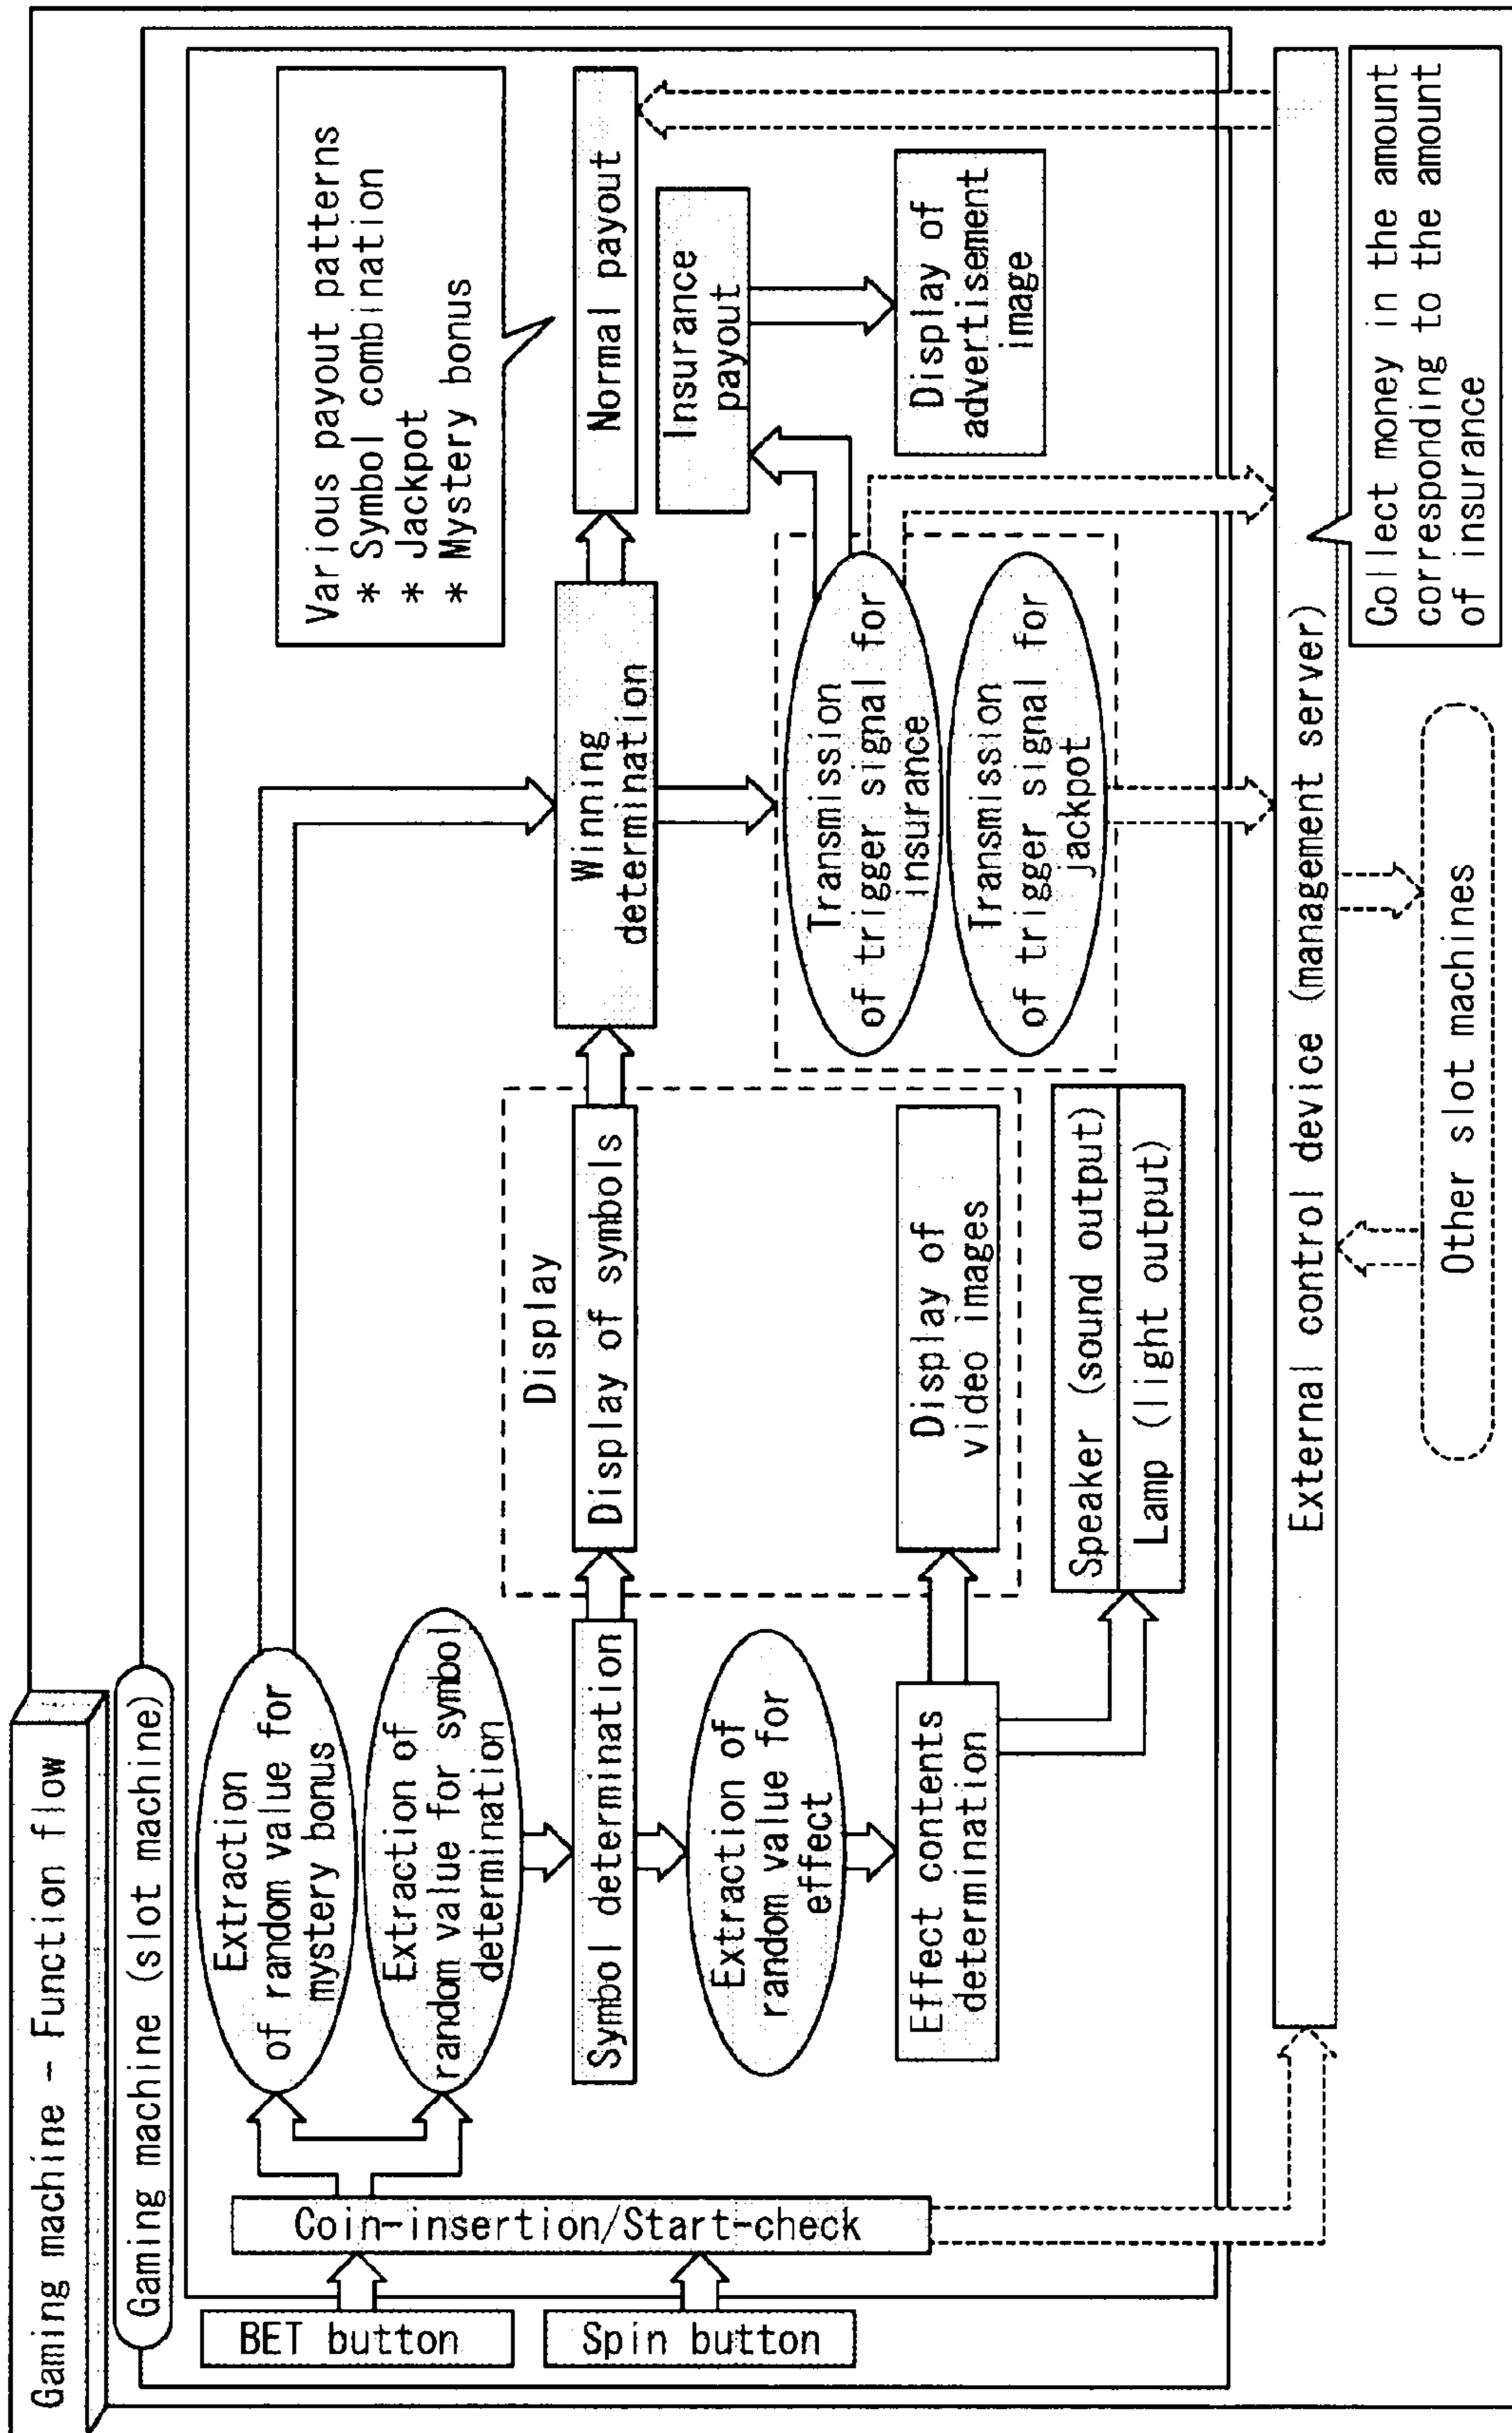 Gaming machine – Function flow
Gaming machine (slot machine)
BET button
Spin button
Coin-insertion/Start-check
Extraction
of random value for
mystery bonus
Extraction of
random value for symbol
determination
Symbol determination
Extraction of
random value for
effect
Effect contents
determination
Display
Display of symbols
Display of
video images
Speaker (sound output)
Lamp (light output)
Winning
determination
Transmission
of trigger signal for
insurance
Transmission
of trigger signal for
jackpot
Various payout patterns
* Symbol combination
* Jackpot
* Mystery bonus
Normal payout
Insurance
payout
Display of
advertisement
image
External control device (management server)
Collect money in the amount
corresponding to the amount
of insurance
Other slot machines